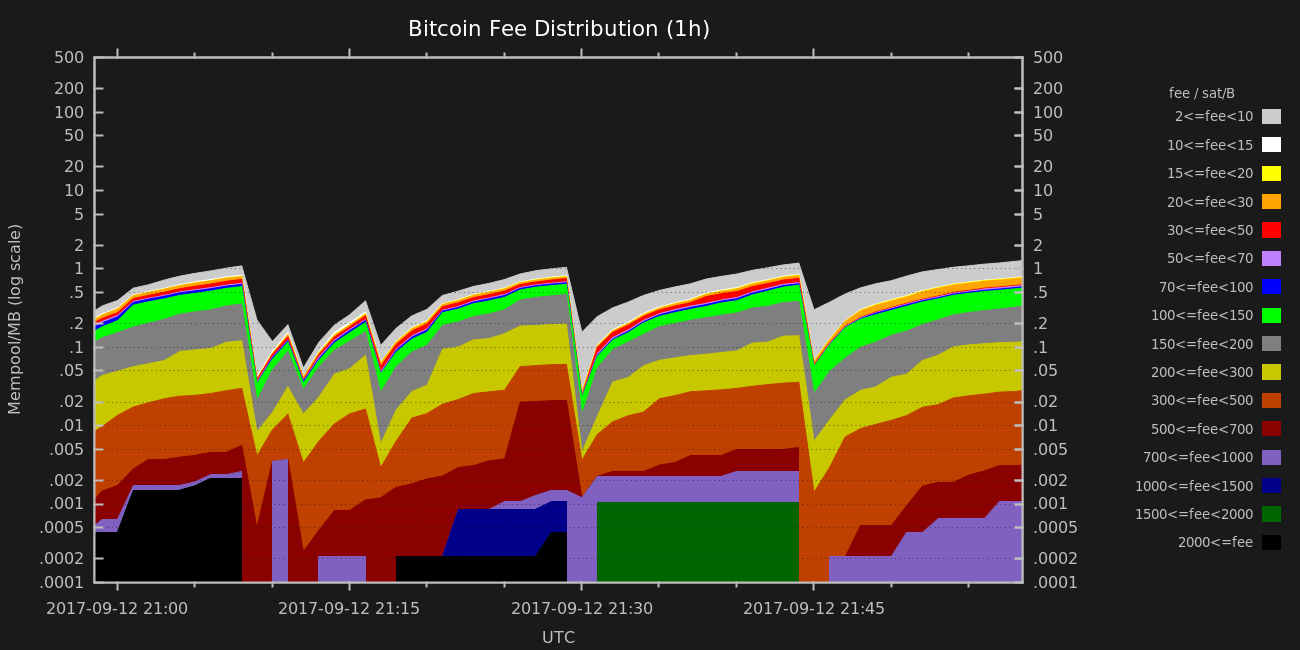 Bitcoin Fee Distribution (1h)
500 500
200 200
100 100
50 50
20 20
10 10
5 5
2 2
1 1
.5 .5
.2 .2
.1 .1
.05 .05
.02 .02
.01 .01
.005 .005
.002 .002
.001 .001
.0005 .0005
.0002 .0002
.0001 .0001
Mempool/MB (log scale)
2017-09-12 21:00 2017-09-12 21:15 2017-09-12 21:30 2017-09-12 21:45
UTC
fee / sat/B
2<=fee<10
10<=fee<15
15<=fee<20
20<=fee<30
30<=fee<50
50<=fee<70
70<=fee<100
100<=fee<150
150<=fee<200
200<=fee<300
300<=fee<500
500<=fee<700
700<=fee<1000
1000<=fee<1500
1500<=fee<2000
2000<=fee